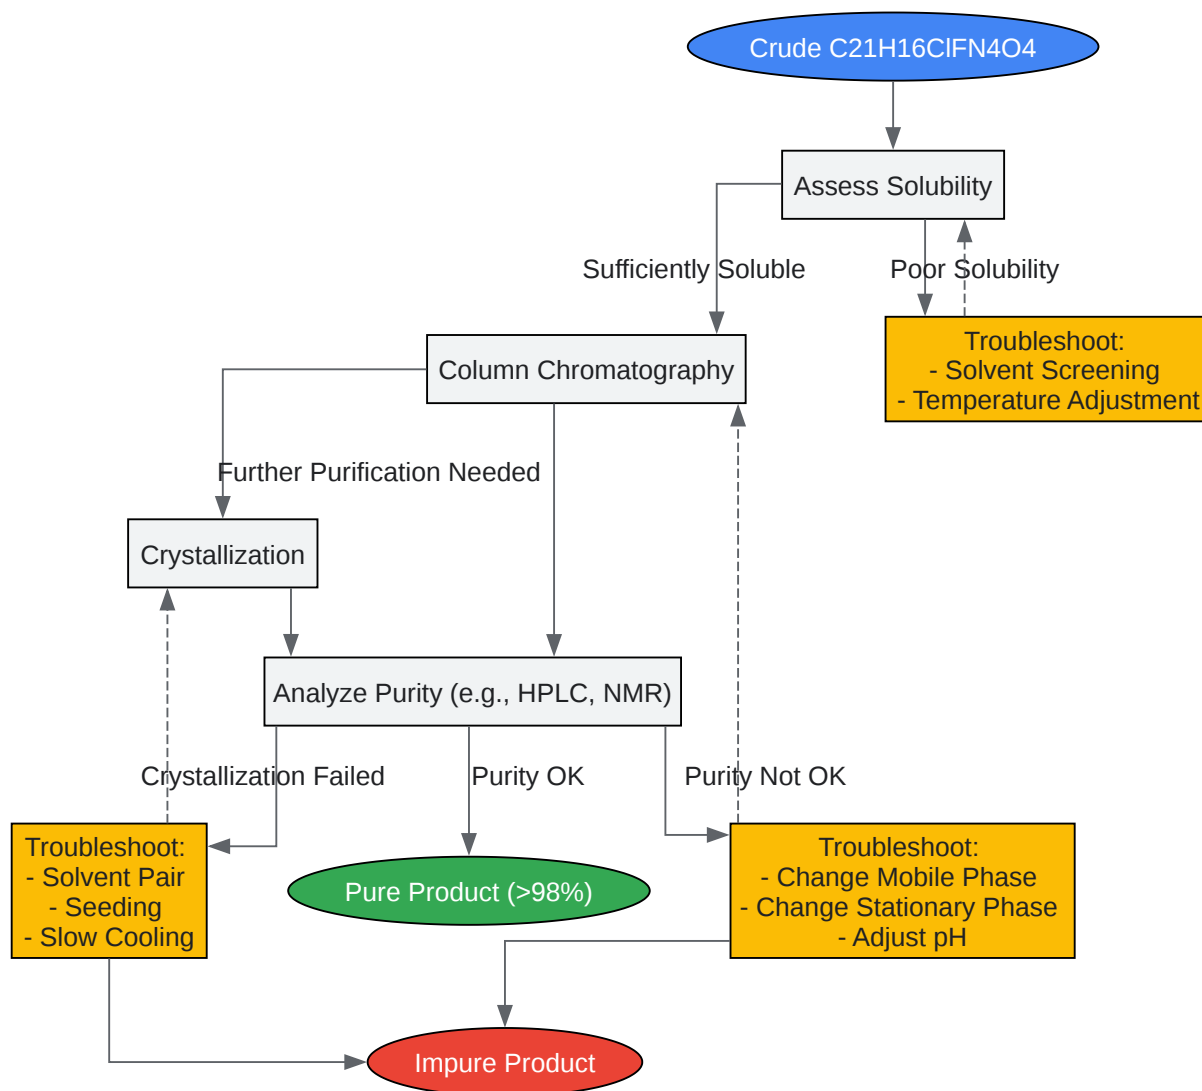 Crude C21H16ClFN4O4
Assess Solubility
Sufficiently Soluble
Poor Solubility
Troubleshoot:
- Solvent Screening
- Temperature Adjustment
Column Chromatography
Further Purification Needed
Crystallization
Analyze Purity (e.g., HPLC, NMR)
Crystallization Failed
Purity OK
Purity Not OK
Troubleshoot:
- Solvent Pair
- Seeding
- Slow Cooling
Pure Product (>98%)
Troubleshoot:
- Change Mobile Phase
- Change Stationary Phase
- Adjust pH
Impure Product